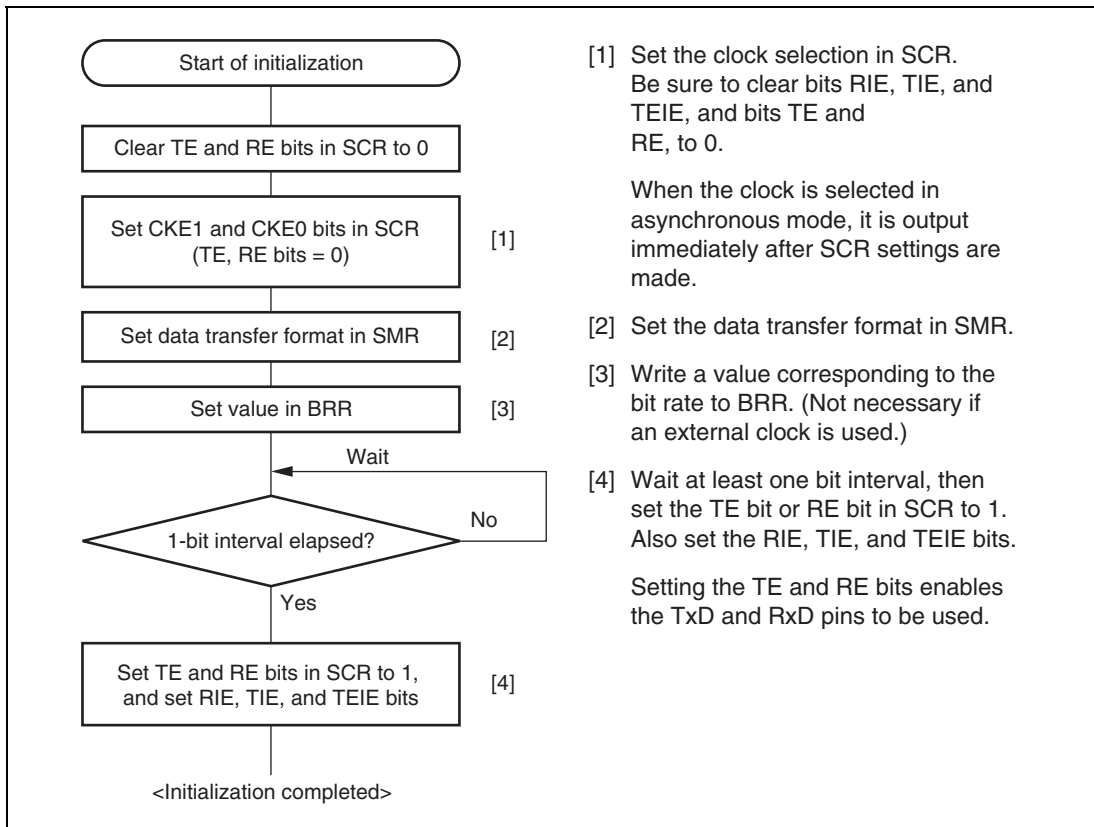 Start of initialization
Clear TE and RE bits in SCR to 0
Set CKE1 and CKE0 bits in SCR
(TE, RE bits = 0)
[1]
Set data transfer format in SMR
[2]
Set value in BRR
[3]
Wait
1-bit interval elapsed?
No
Yes
Set TE and RE bits in SCR to 1,
and set RIE, TIE, and TEIE bits
[4]
<Initialization completed>
[1] Set the clock selection in SCR.
Be sure to clear bits RIE, TIE, and
TEIE, and bits TE and
RE, to 0.
When the clock is selected in
asynchronous mode, it is output
immediately after SCR settings are
made.
[2] Set the data transfer format in SMR.
[3] Write a value corresponding to the
bit rate to BRR. (Not necessary if
an external clock is used.)
[4] Wait at least one bit interval, then
set the TE bit or RE bit in SCR to 1.
Also set the RIE, TIE, and TEIE bits.
Setting the TE and RE bits enables
the TxD and RxD pins to be used.